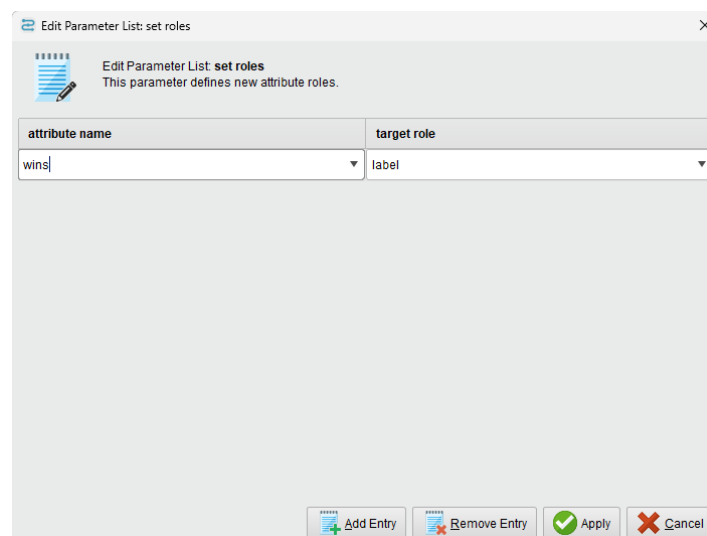 Edit Parameter List: set roles
Edit Parameter List: set roles
This parameter defines new attribute roles.
attribute name target role
wins label
Add Entry Remove Entry Apply Cancel